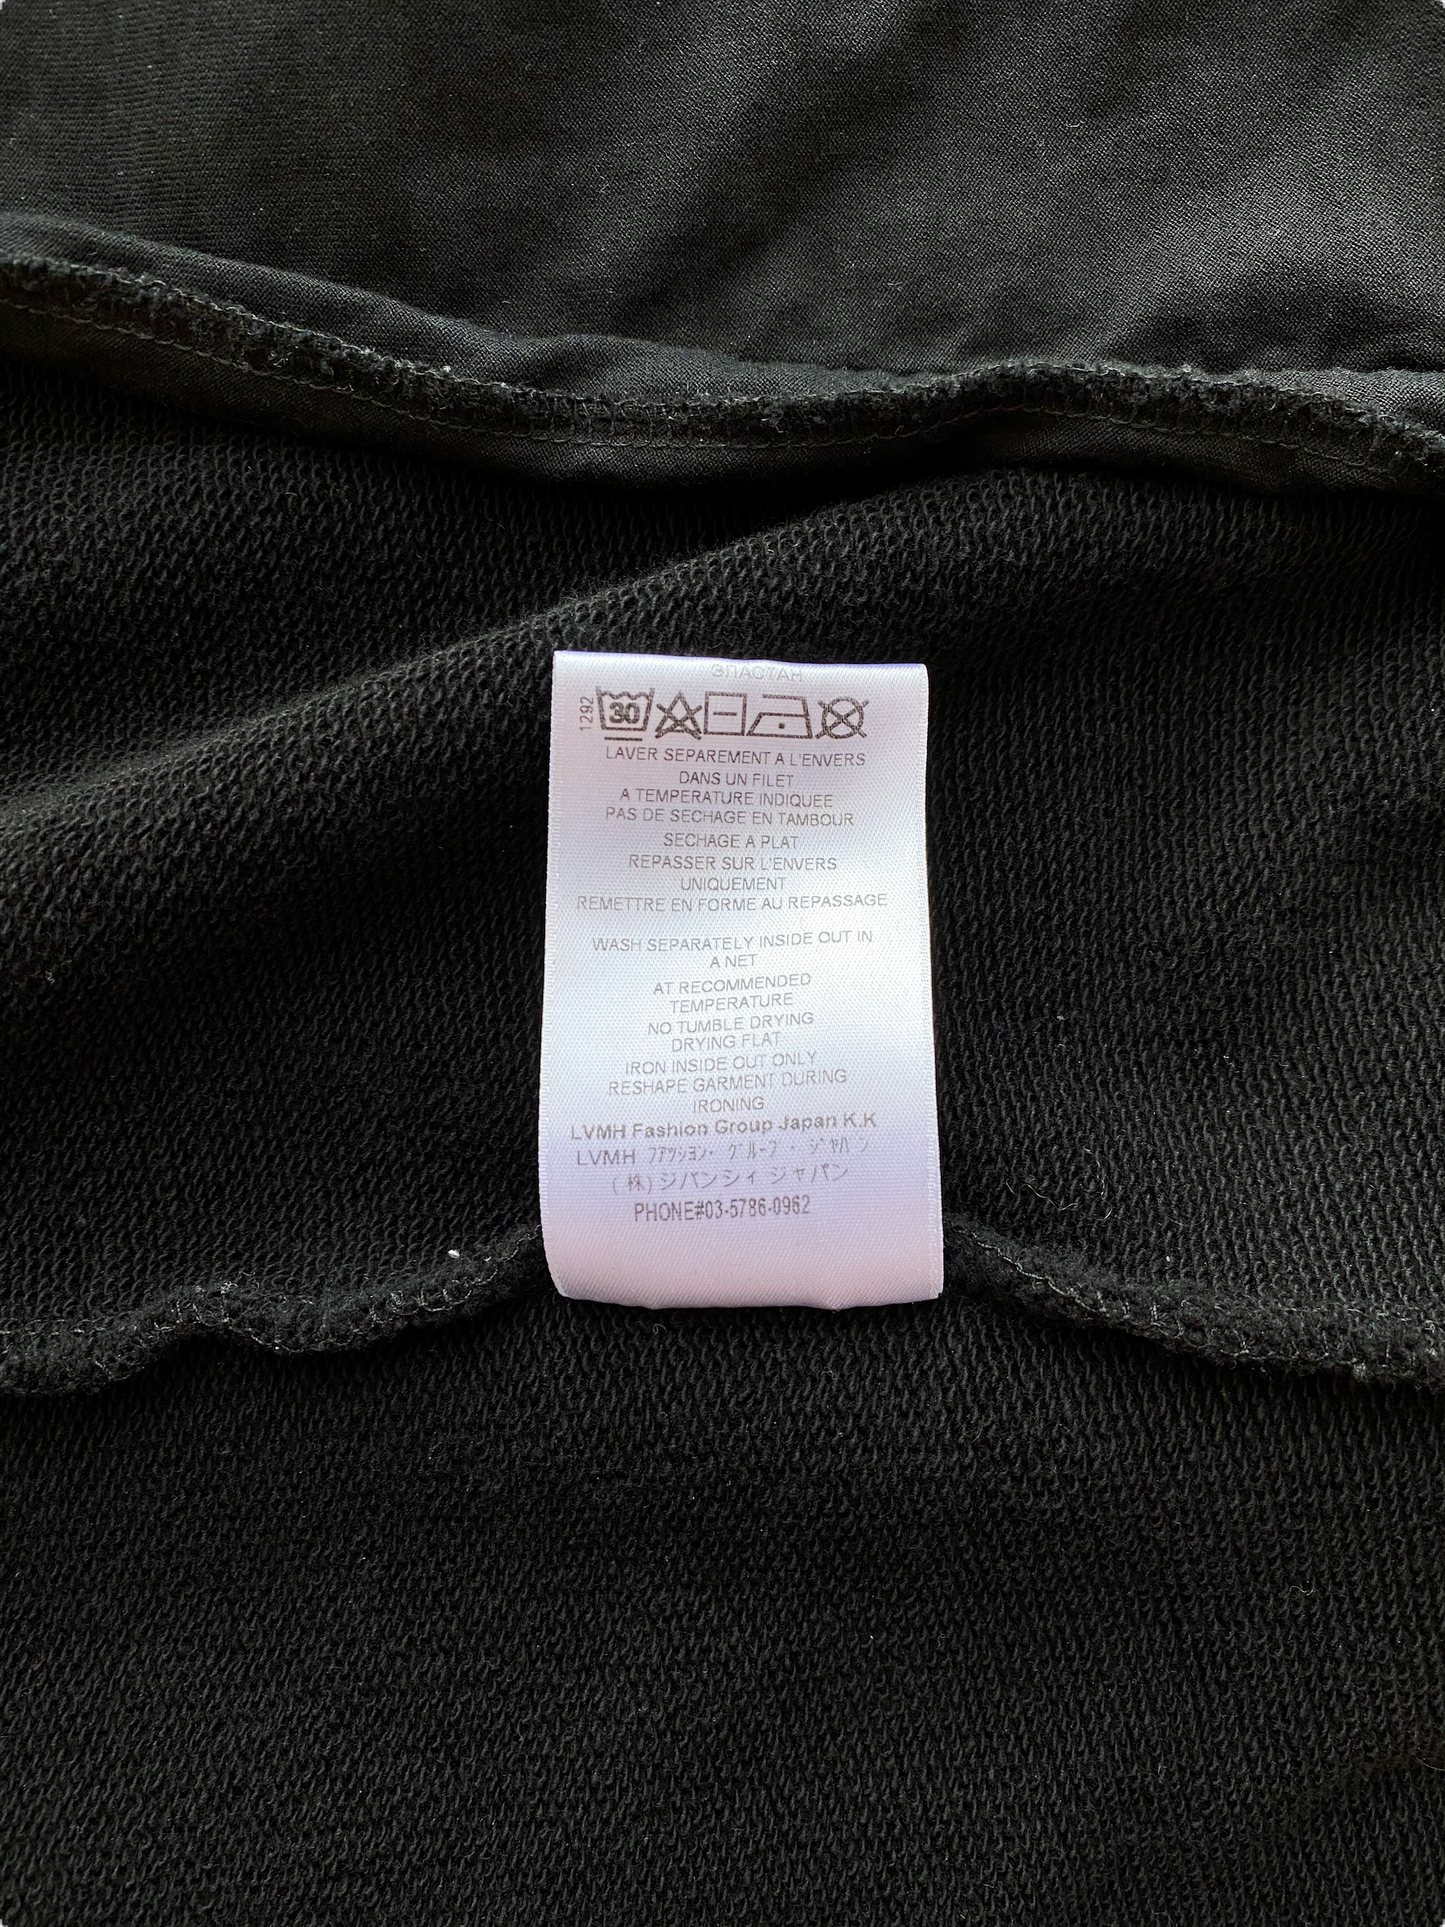 ЭЛАСТАН
1292
30
LAVER SEPAREMENT A L'ENVERS
DANS UN FILET
A TEMPERATURE INDIQUEE
PAS DE SECHAGE EN TAMBOUR
SECHAGE A PLAT
REPASSER SUR L'ENVERS
UNIQUEMENT
REMETTRE EN FORME AU REPASSAGE
WASH SEPARATELY INSIDE OUT IN
A NET
AT RECOMMENDED
TEMPERATURE
NO TUMBLE DRYING
DRYING FLAT
IRON INSIDE OUT ONLY
RESHAPE GARMENT DURING
IRONING
LVMH Fashion Group Japan K.K
LVMH ﾌｧｯｼｮﾝ・ ｸﾞﾙｰﾌﾟ・ ｼﾞｬﾊﾟﾝ
(株)ジバンシィ ジャパン
PHONE#03-5786-0962